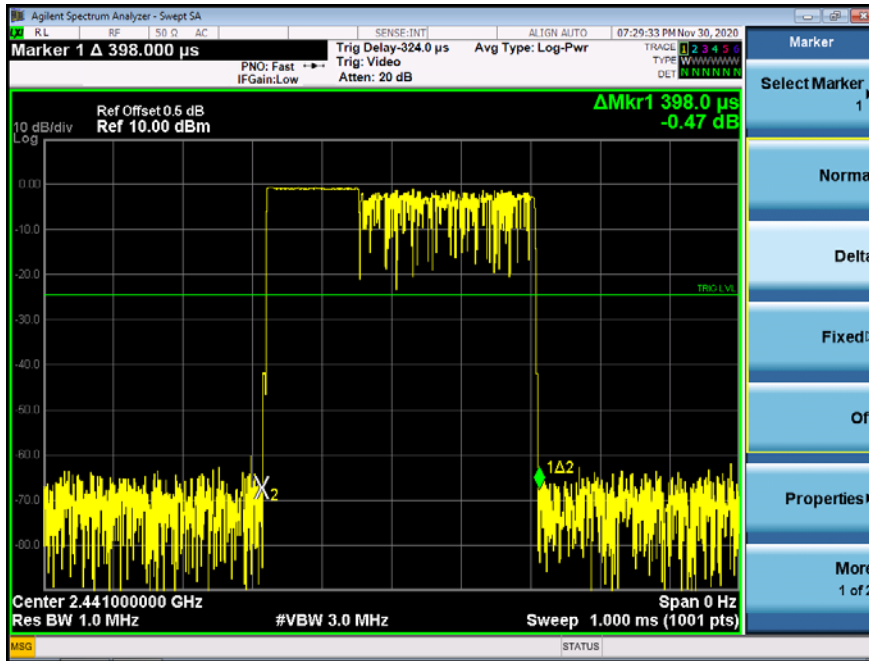 Agilent Spectrum Analyzer - Swept SA
LXI RL RF 50 Ω AC SENSE:INT ALIGN AUTO 07:29:33 PM Nov 30, 2020
Marker 1 Δ 398.000 µs
PNO: Fast
IFGain:Low
Trig Delay-324.0 µs
Trig: Video
Atten: 20 dB
Avg Type: Log-Pwr
TRACE 1 2 3 4 5 6
TYPE WWWWWW
DET N N N N N N
ΔMkr1 398.0 µs
-0.47 dB
Ref Offset 0.5 dB
10 dB/div Ref 10.00 dBm
Log
0.00
-10.0
-20.0
TRIG LVL
-30.0
-40.0
-50.0
-60.0
1Δ2
X2
-70.0
-80.0
Center 2.441000000 GHz Span 0 Hz
Res BW 1.0 MHz #VBW 3.0 MHz Sweep 1.000 ms (1001 pts)
MSG STATUS
Marker
Select Marker
1
Norma
Delta
Fixed
Of
Properties
More
1 of 2